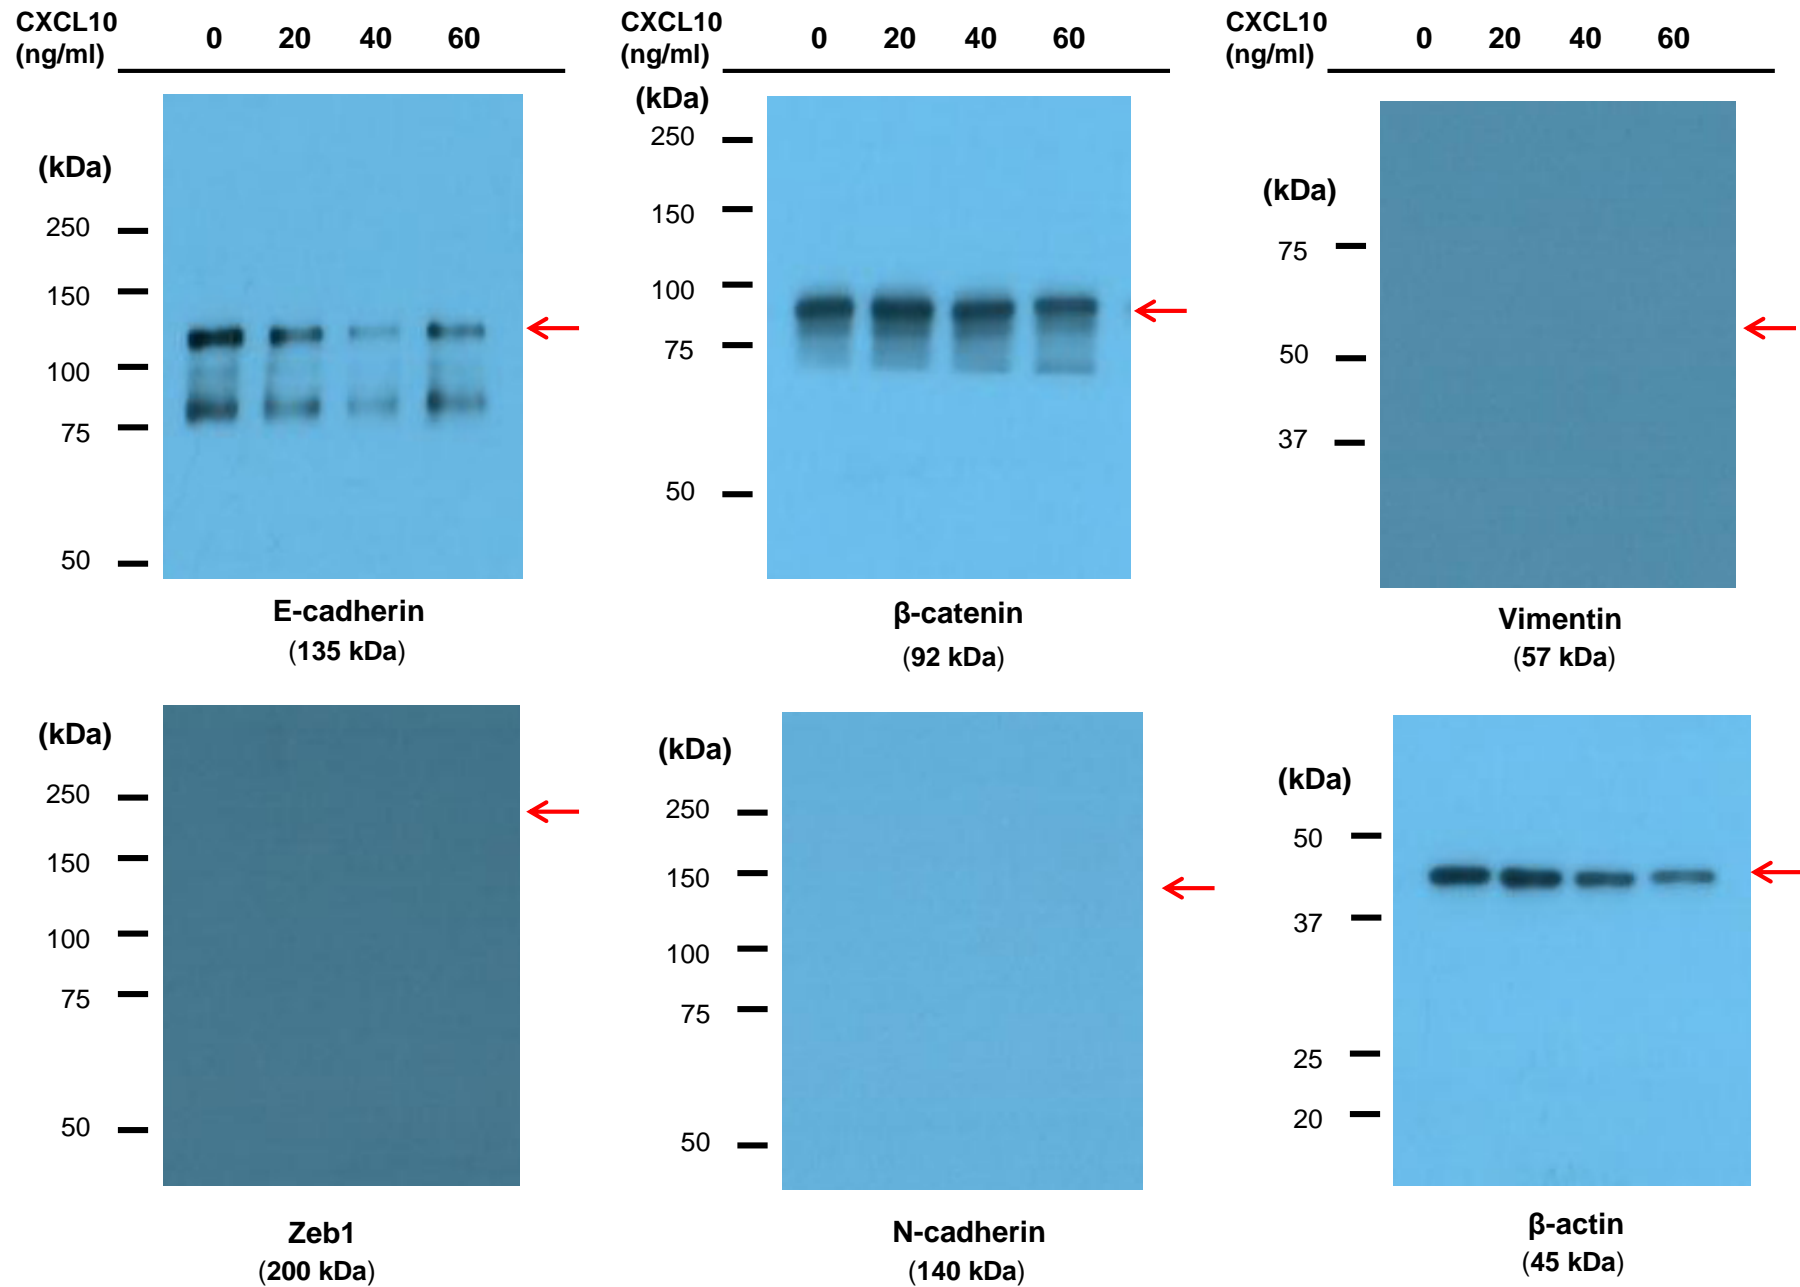 CXCL10
(ng/ml) 0 20 40 60
(kDa)
250
150
100
75
50
E-cadherin
(135 kDa)
CXCL10
(ng/ml) 0 20 40 60
(kDa)
250
150
100
75
50
β-catenin
(92 kDa)
CXCL10
(ng/ml) 0 20 40 60
(kDa)
75
50
37
Vimentin
(57 kDa)
(kDa)
250
150
100
75
50
Zeb1
(200 kDa)
(kDa)
250
150
100
75
50
N-cadherin
(140 kDa)
(kDa)
50
37
25
20
β-actin
(45 kDa)